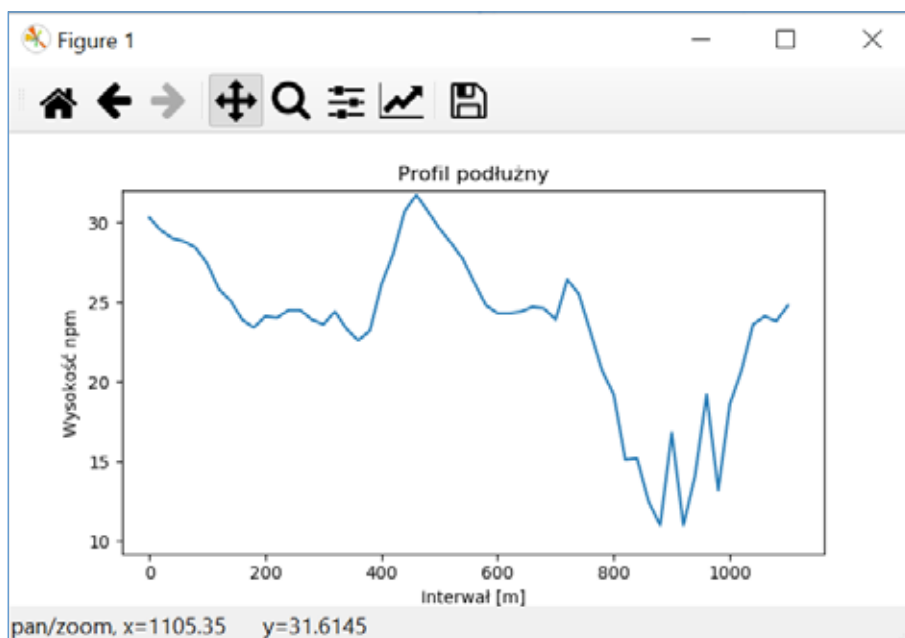 Figure 1
Profil podłużny
Wysokość npm
30
25
20
15
10
0 200 400 600 800 1000
Interwał [m]
pan/zoom, x=1105.35 y=31.6145